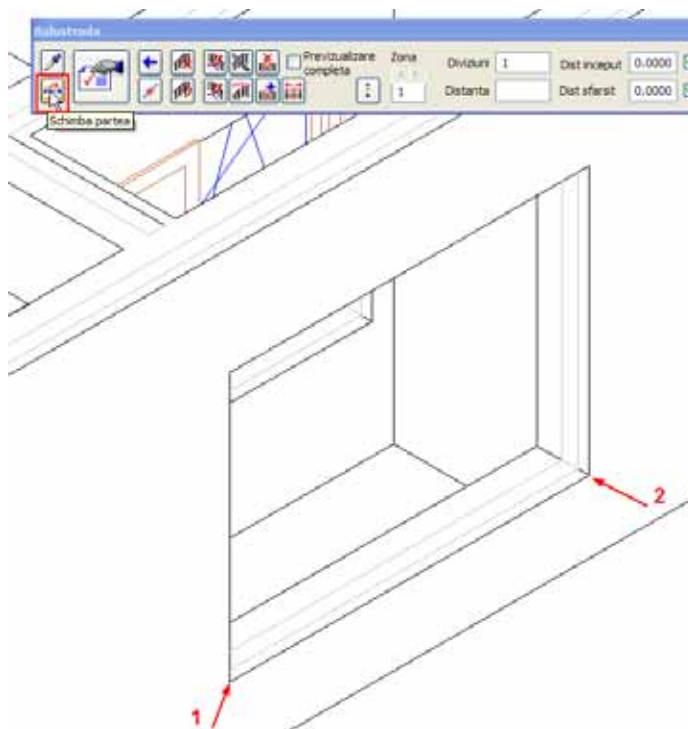 Balustrada
Previzualizare completa
Zona
1
Diviziuni 1
Distanta
Dist inceput 0.0000
Dist sfarsit 0.0000
Schimba partea
2
1